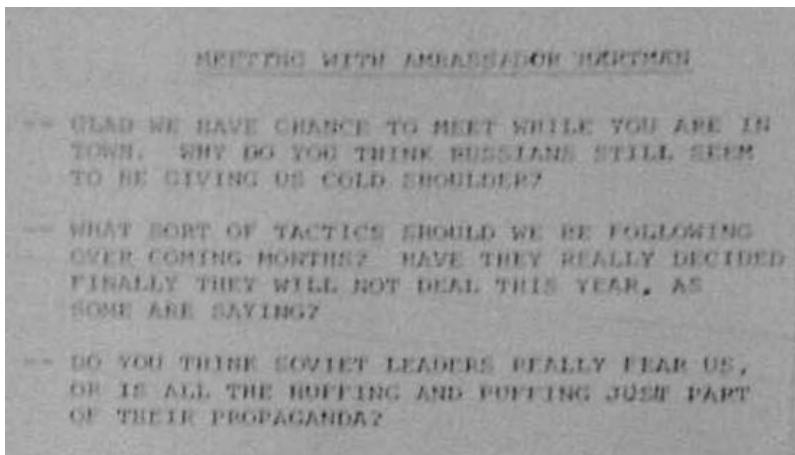 MEETING WITH AMBASSADOR HARTMAN
-- GLAD WE HAVE CHANCE TO MEET WHILE YOU ARE IN
TOWN. WHY DO YOU THINK RUSSIANS STILL SEEM
TO BE GIVING US COLD SHOULDER?
-- WHAT SORT OF TACTICS SHOULD WE BE FOLLOWING
OVER COMING MONTHS? HAVE THEY REALLY DECIDED
FINALLY THEY WILL NOT DEAL THIS YEAR, AS
SOME ARE SAYING?
-- DO YOU THINK SOVIET LEADERS REALLY FEAR US,
OR IS ALL THE HUFFING AND PUFFING JUST PART
OF THEIR PROPAGANDA?